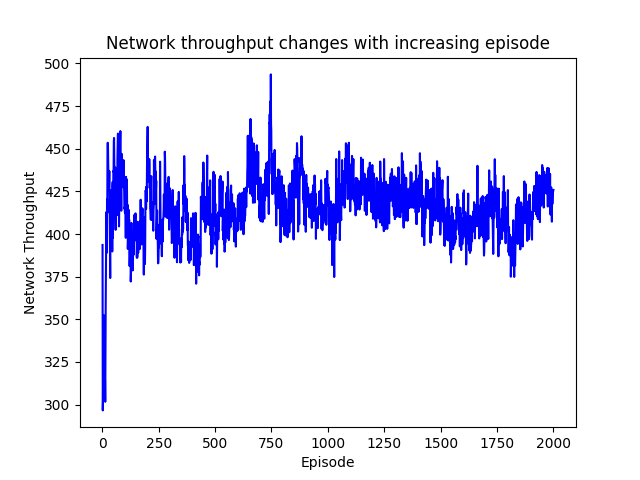 Network throughput changes with increasing episode
500
475
450
425
400
375
350
325
300
Network Throughput
0 250 500 750 1000 1250 1500 1750 2000
Episode